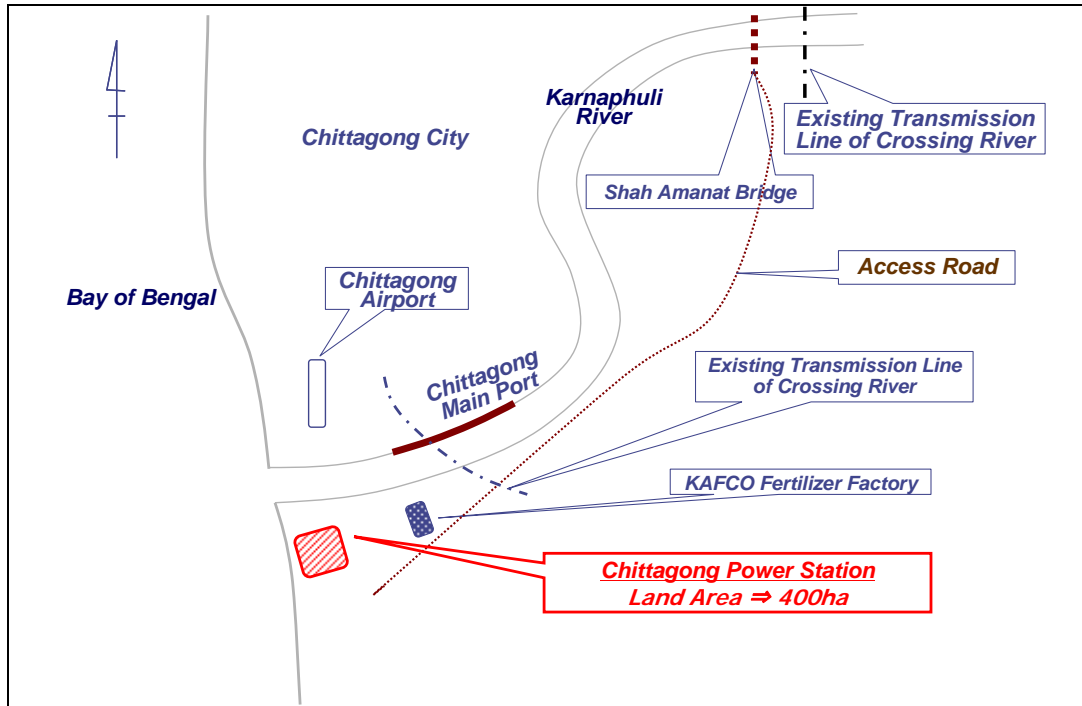 Karnaphuli
River
Existing Transmission
Line of Crossing River
Chittagong City
Shah Amanat Bridge
Access Road
Bay of Bengal
Chittagong
Airport
Chittagong
Main Port
Existing Transmission Line
of Crossing River
KAFCO Fertilizer Factory
Chittagong Power Station
Land Area ⇒ 400ha